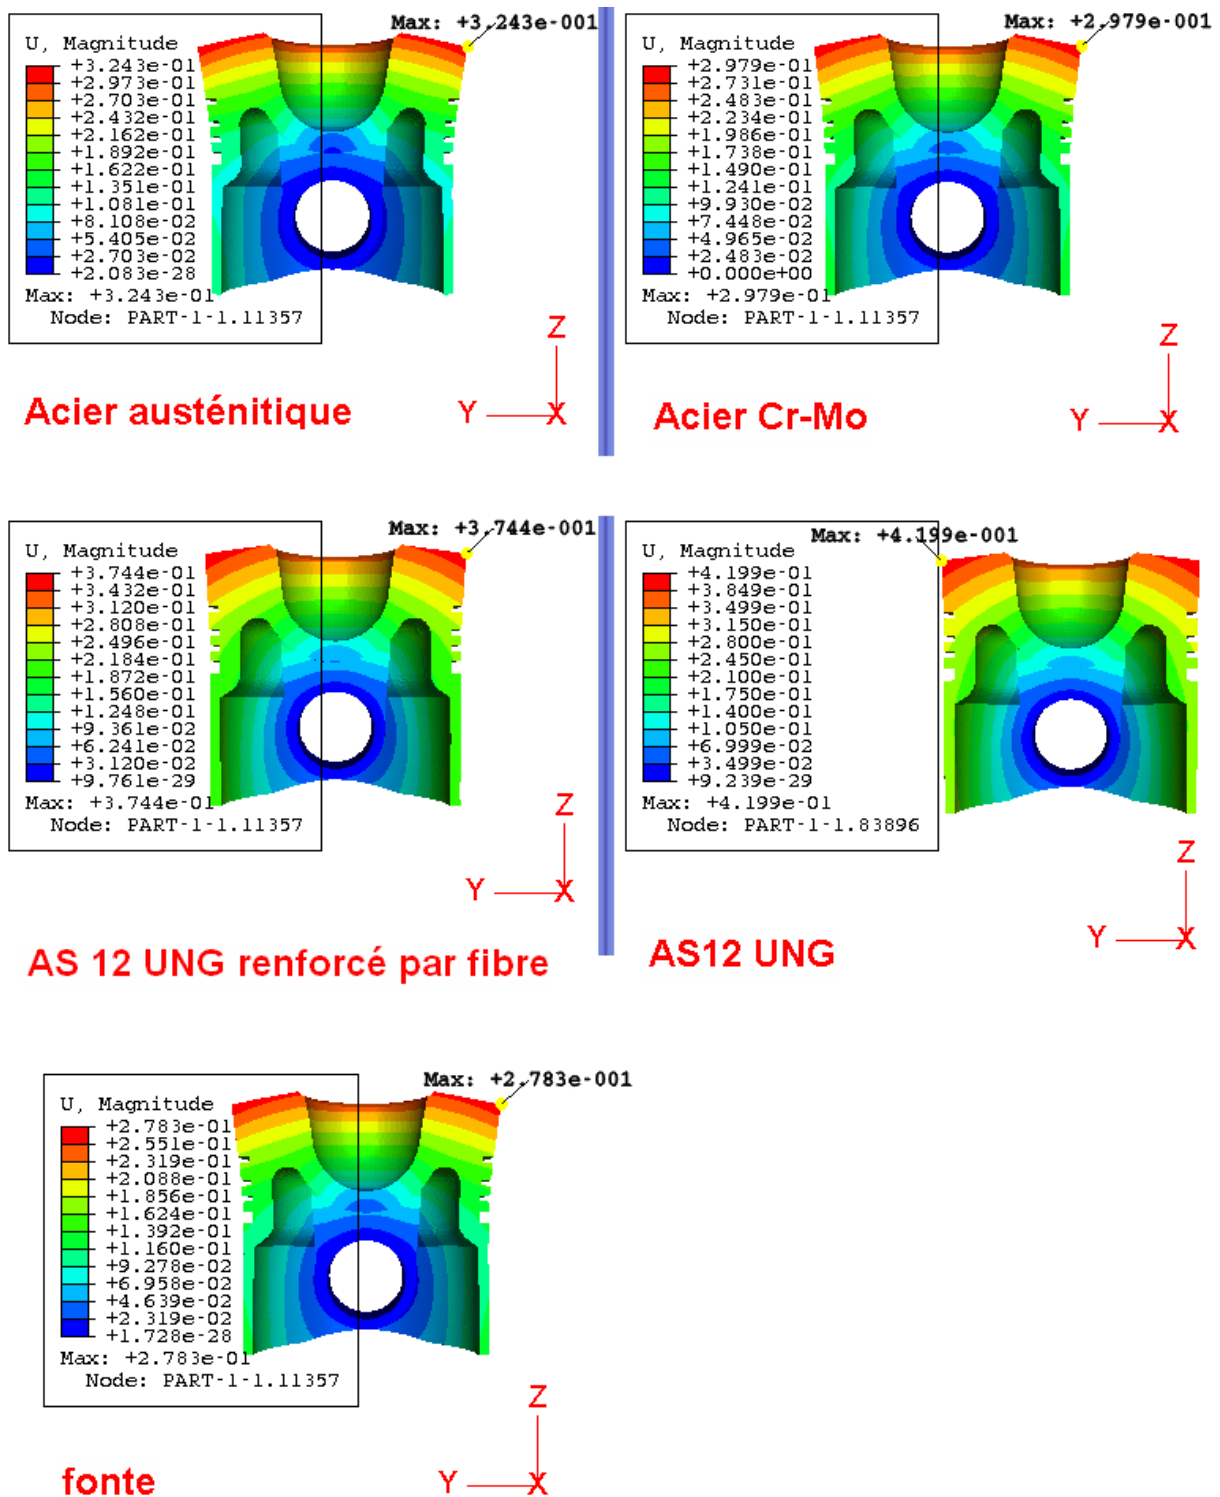 Max: +3.243e-001
U, Magnitude
+3.243e-01
+2.973e-01
+2.703e-01
+2.432e-01
+2.162e-01
+1.892e-01
+1.622e-01
+1.351e-01
+1.081e-01
+8.108e-02
+5.405e-02
+2.703e-02
+2.083e-28
Max: +3.243e-01
Node: PART-1-1.11357
Z
Y
X
Acier austénitique
Max: +2.979e-001
U, Magnitude
+2.979e-01
+2.731e-01
+2.483e-01
+2.234e-01
+1.986e-01
+1.738e-01
+1.490e-01
+1.241e-01
+9.930e-02
+7.448e-02
+4.965e-02
+2.483e-02
+0.000e+00
Max: +2.979e-01
Node: PART-1-1.11357
Z
Y
X
Acier Cr-Mo
Max: +3.744e-001
U, Magnitude
+3.744e-01
+3.432e-01
+3.120e-01
+2.808e-01
+2.496e-01
+2.184e-01
+1.872e-01
+1.560e-01
+1.248e-01
+9.361e-02
+6.241e-02
+3.120e-02
+9.761e-29
Max: +3.744e-01
Node: PART-1-1.11357
Z
Y
X
AS 12 UNG renforcé par fibre
Max: +4.199e-001
U, Magnitude
+4.199e-01
+3.849e-01
+3.499e-01
+3.150e-01
+2.800e-01
+2.450e-01
+2.100e-01
+1.750e-01
+1.400e-01
+1.050e-01
+6.999e-02
+3.499e-02
+9.239e-29
Max: +4.199e-01
Node: PART-1-1.83896
Z
Y
X
AS12 UNG
Max: +2.783e-001
U, Magnitude
+2.783e-01
+2.551e-01
+2.319e-01
+2.088e-01
+1.856e-01
+1.624e-01
+1.392e-01
+1.160e-01
+9.278e-02
+6.958e-02
+4.639e-02
+2.319e-02
+1.728e-28
Max: +2.783e-01
Node: PART-1-1.11357
Z
Y
X
fonte